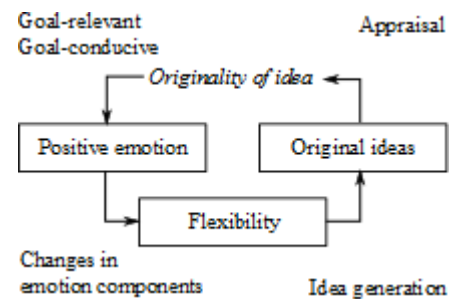 Goal-relevant
Goal-conducive
Appraisal
Originality of idea
Positive emotion
Original ideas
Flexibility
Changes in
emotion components
Idea generation